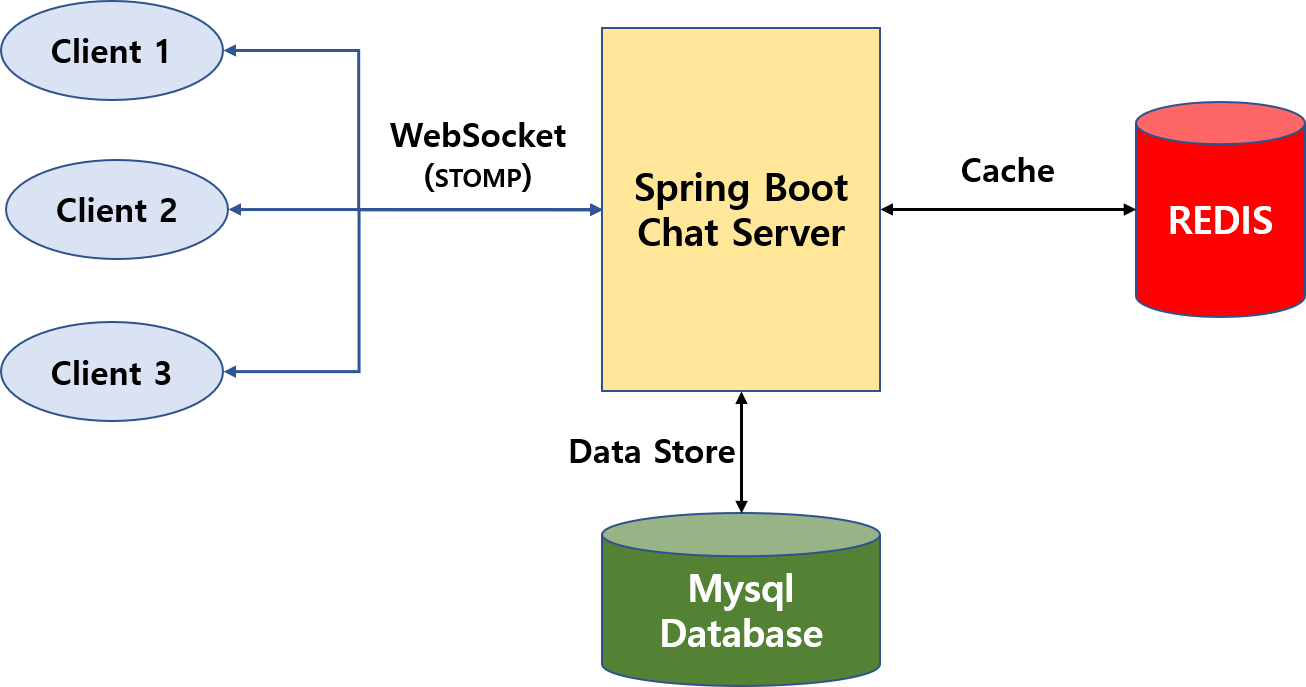 Client 1
Client 2
Client 3
WebSocket
(STOMP)
Spring Boot
Chat Server
Cache
REDIS
Data Store
Mysql
Database